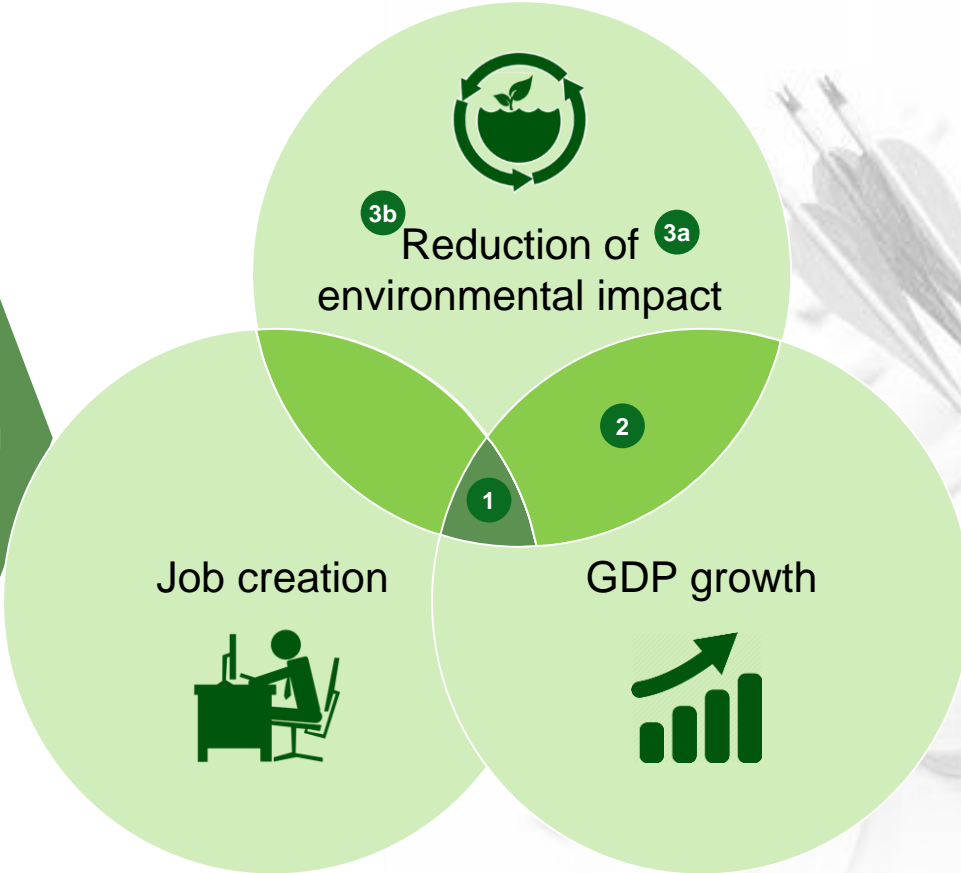 3b
3a
Reduction of
environmental impact
2
1
Job creation
GDP growth